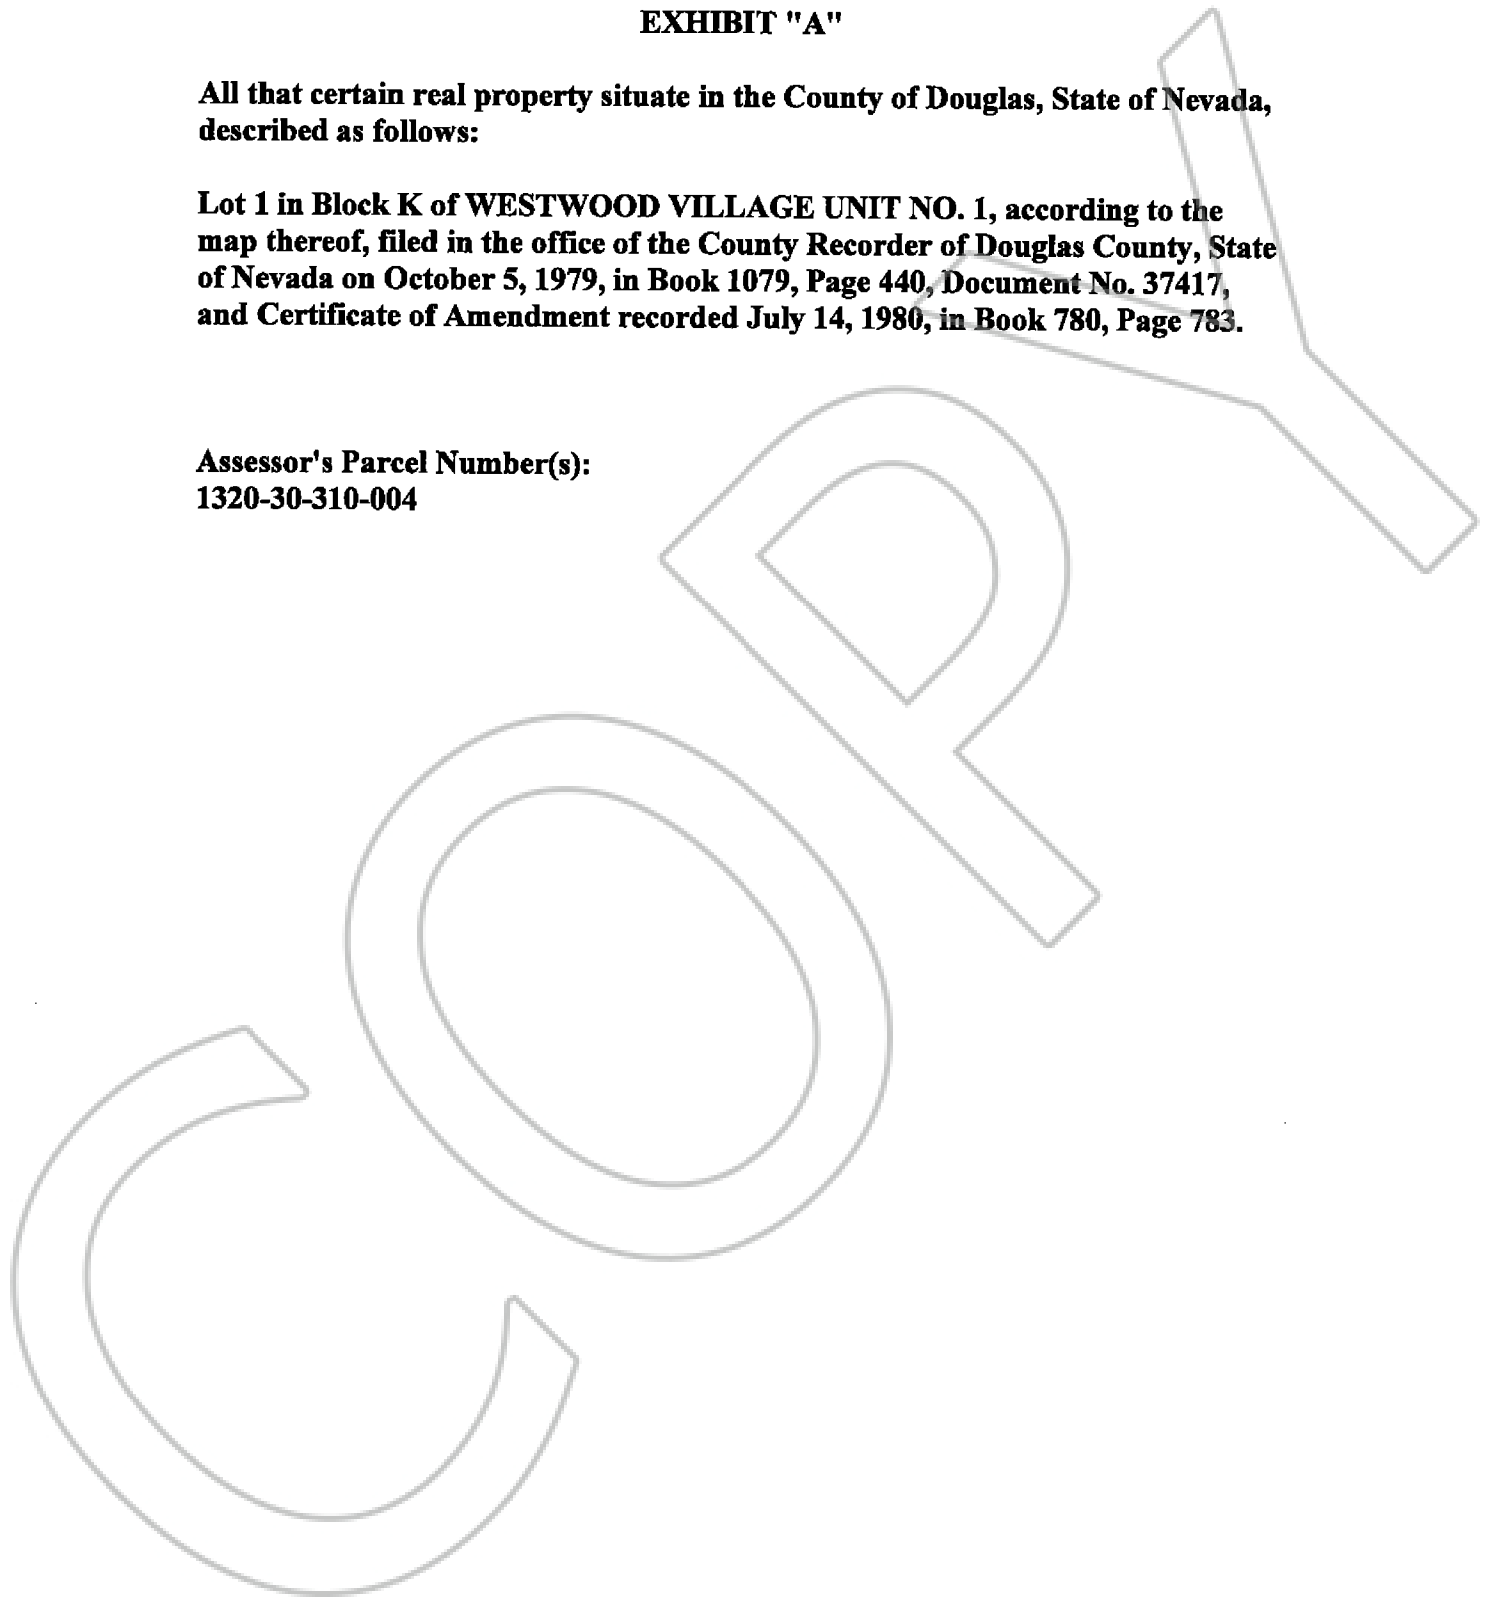 EXHIBIT "A"
All that certain real property situate in the County of Douglas, State of Nevada,
described as follows:
Lot 1 in Block K of WESTWOOD VILLAGE UNIT NO. 1, according to the
map thereof, filed in the office of the County Recorder of Douglas County, State
of Nevada on October 5, 1979, in Book 1079, Page 440, Document No. 37417,
and Certificate of Amendment recorded July 14, 1980, in Book 780, Page 783.
Assessor's Parcel Number(s):
1320-30-310-004
COPY